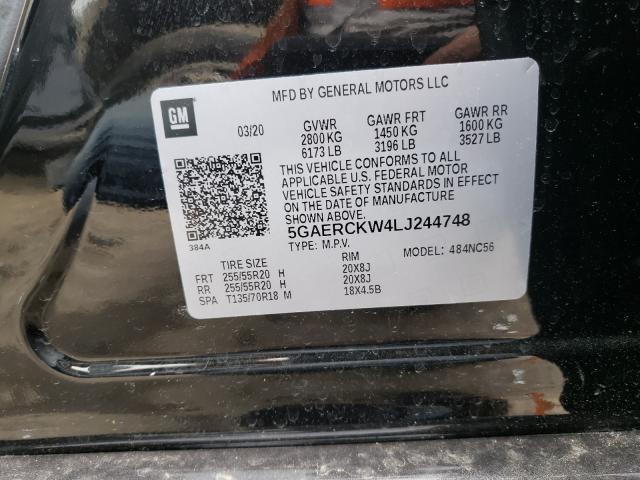 MFD BY GENERAL MOTORS LLC
GM
03/20 GVWR GAWR FRT GAWR RR
2800 KG 1450 KG 1600 KG
6173 LB 3196 LB 3527 LB
THIS VEHICLE CONFORMS TO ALL
APPLICABLE U.S. FEDERAL MOTOR
VEHICLE SAFETY STANDARDS IN EFFECT
ON THE DATE OF MANUFACTURE
SHOWN ABOVE.
384A
5GAERCKW4LJ244748
TYPE: M.P.V. MODEL: 484NC56
TIRE SIZE RIM
FRT 255/55R20 H 20X8J
RR 255/55R20 H 20X8J
SPA T135/70R18 M 18X4.5B